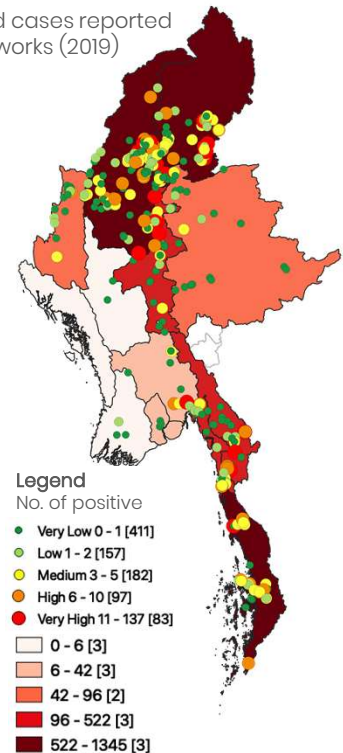 d cases reported
works (2019)
Legend
No. of positive
Very Low 0 - 1 [411]
Low 1 - 2 [157]
Medium 3 - 5 [182]
High 6 - 10 [97]
Very High 11 - 137 [83]
0 - 6 [3]
6 - 42 [3]
42 - 96 [2]
96 - 522 [3]
522 - 1345 [3]